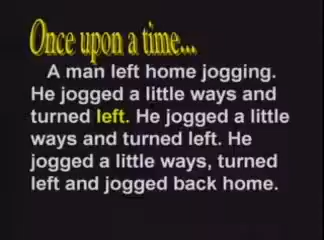 Once upon a time...
A man left home jogging.
He jogged a little ways and
turned left. He jogged a little
ways and turned left. He
jogged a little ways, turned
left and jogged back home.